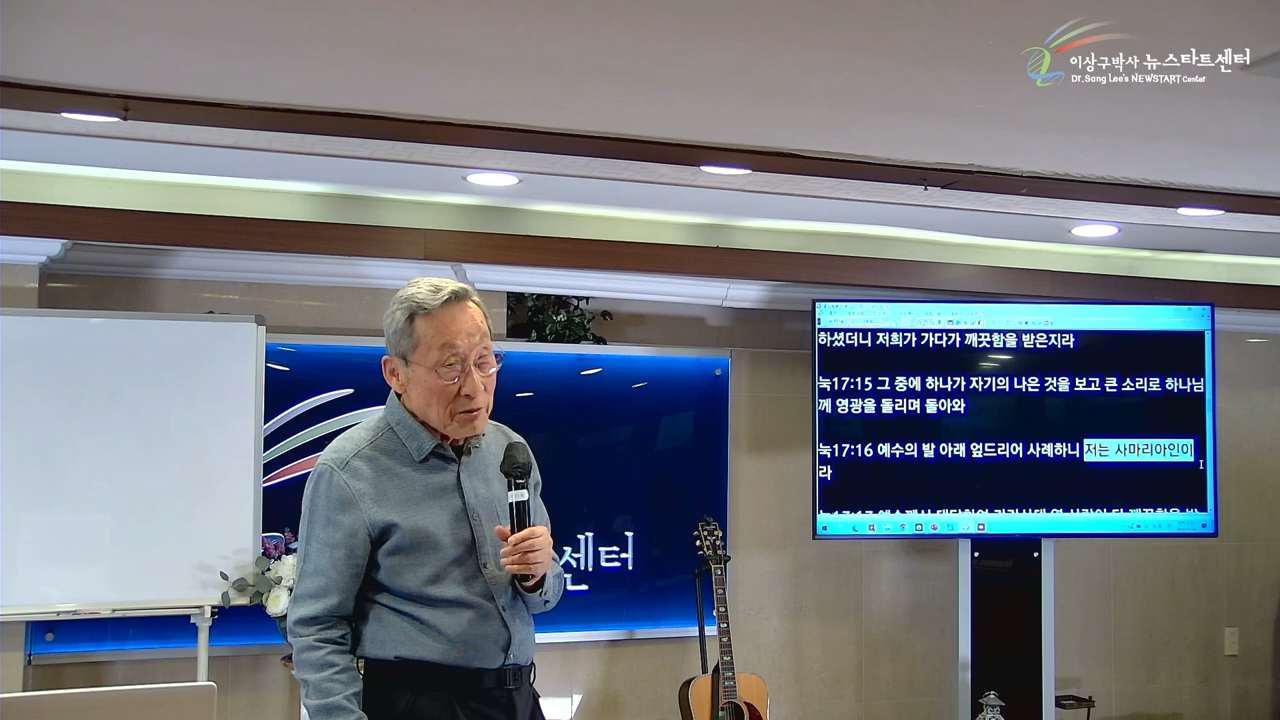 이상구박사 뉴스타트센터
Dr. Sang Lee's NEWSTART Center
하셨더니 저희가 가다가 깨끗함을 받은지라
눅17:15 그 중에 하나가 자기의 나은 것을 보고 큰 소리로 하나님
께 영광을 돌리며 돌아와
눅17:16 예수의 발 아래 엎드리어 사례하니 저는 사마리아인이
라
센터